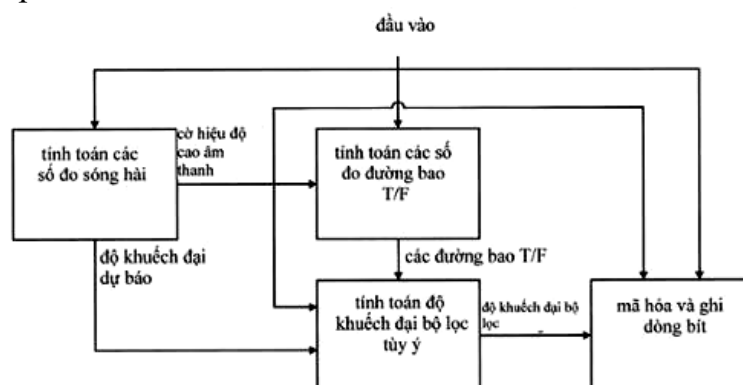 đầu vào
tính toán các
số đo sóng hài
cờ hiệu độ
cao âm
thanh
tính toán các số
đo đường bao
T/F
độ khuếch đại
dự báo
các đường bao T/F
tính toán độ
khuếch đại bộ lọc
tùy ý
độ khuếch đại bộ
lọc
mã hóa và ghi
dòng bít